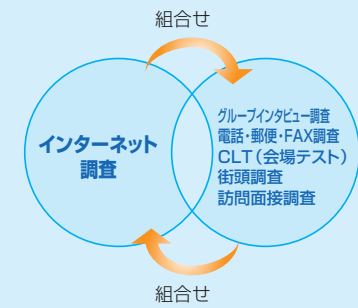 組合せ
インターネット
調査
グループインタビュー調査
電話・郵便・FAX調査
CLT(会場テスト)
街頭調査
訪問面接調査
組合せ